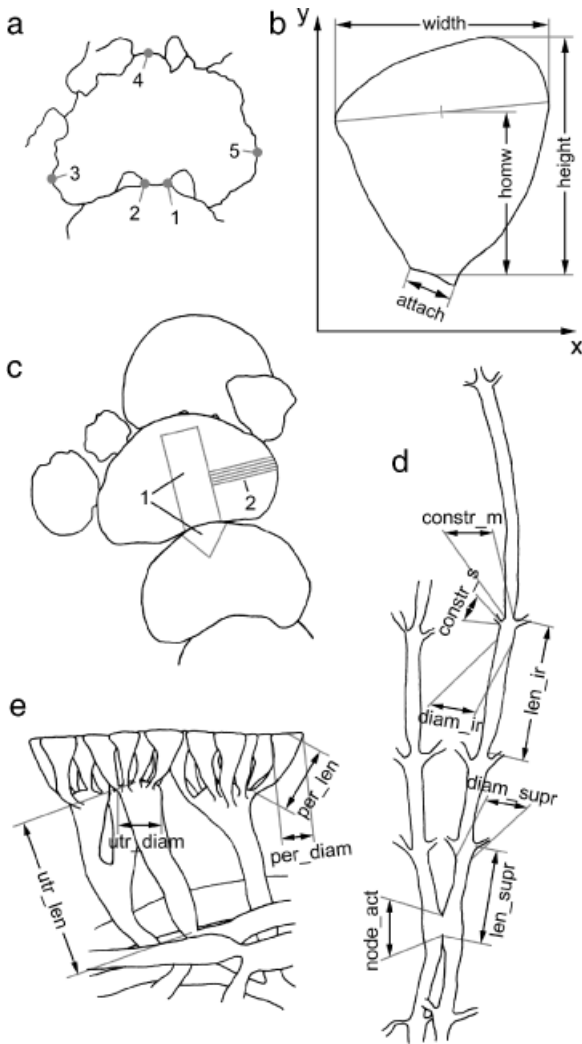 a
4
3
5
2
1
b
y
width
homw
height
attach
x
c
1
2
d
constr_m
constr_s
diam_ir
len_ir
diam_supr
len_supr
node_act
e
per_len
utr_diam
per_diam
utr_len